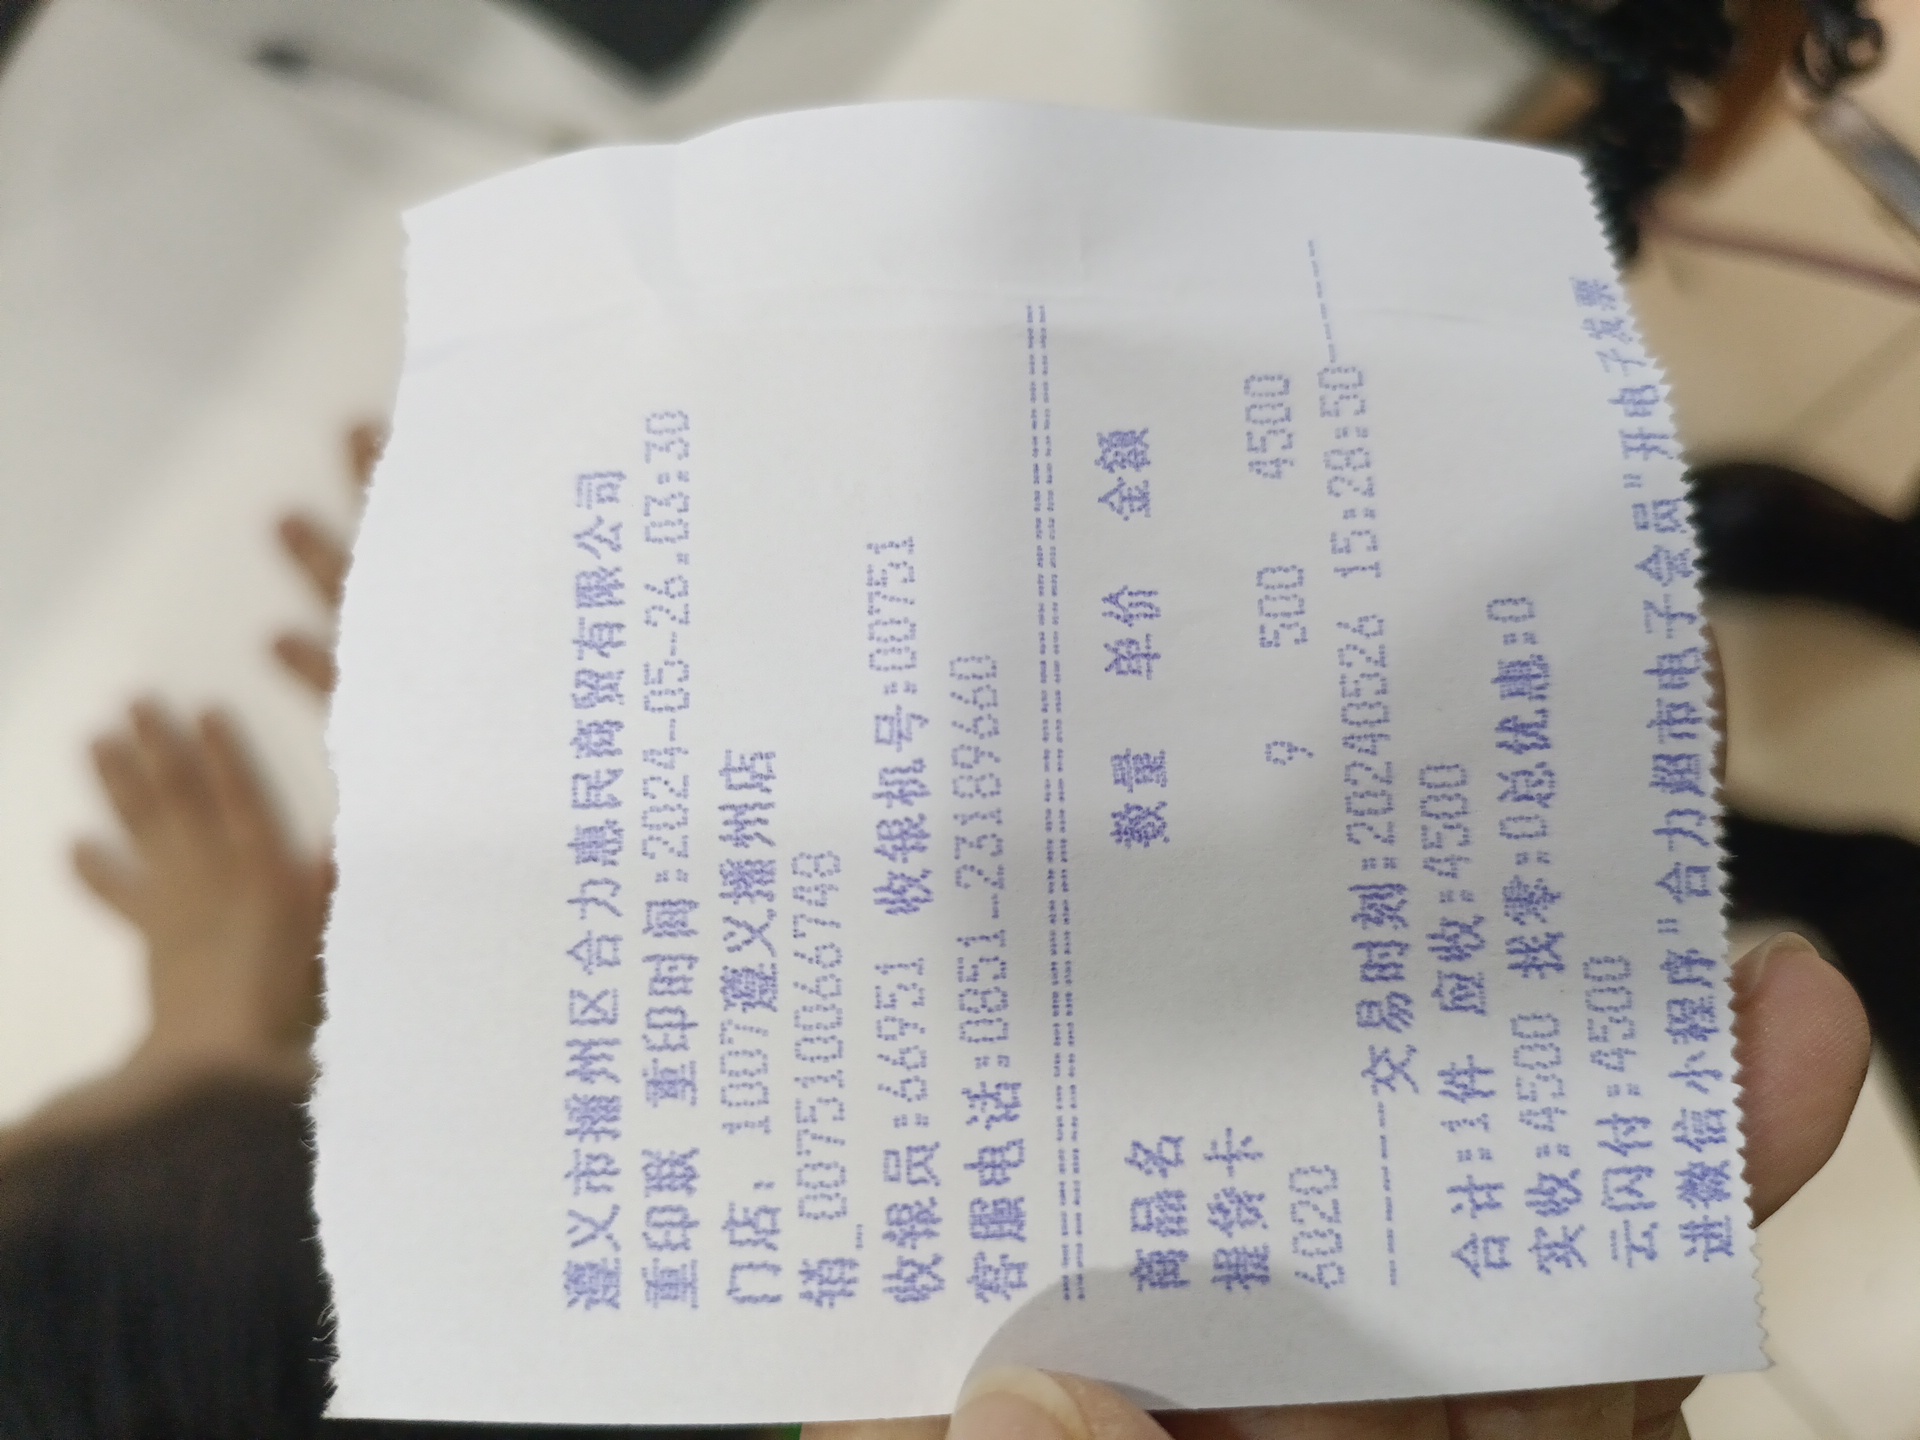 遵义市播州区合力惠民商贸有限公司
重印联 重印时间:2024-05-26.03:30
门店: 1007遵义播州店
销_007510066748
收银员:66951 收银机号:00751
客服电话:0851-23189660
================================
商品名 数量 单价 金额
提货卡
6020 9 500 4500
------交易时刻:20240526 15:28:50------
合计:1件 应收:4500
实收:4500 找零:0总优惠:0
云闪付:4500
进微信小程序"合力超市电子会员"开电子发票